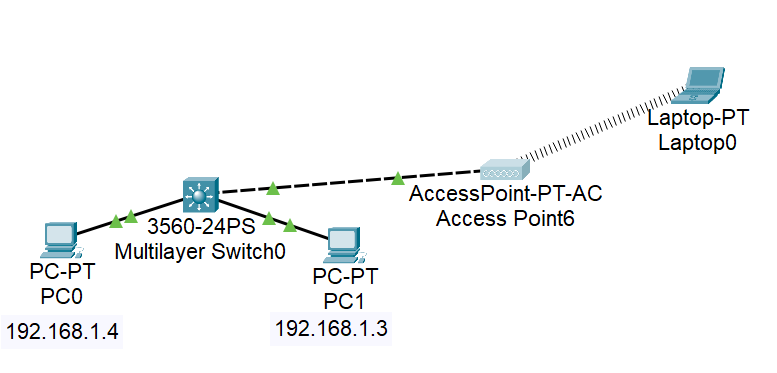 Laptop-PT
Laptop0
AccessPoint-PT-AC
Access Point6
3560-24PS
Multilayer Switch0
PC-PT
PC0
192.168.1.4
PC-PT
PC1
192.168.1.3